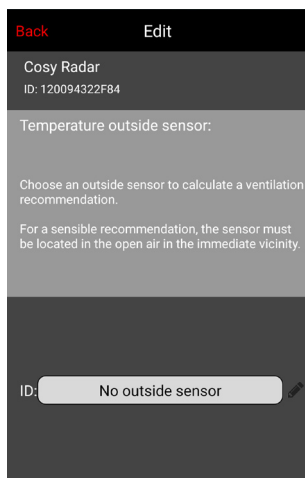 Back Edit
Cosy Radar
ID: 120094322F84
Temperature outside sensor:
Choose an outside sensor to calculate a ventilation
recommendation.
For a sensible recommendation, the sensor must
be located in the open air in the immediate vicinity.
ID: No outside sensor